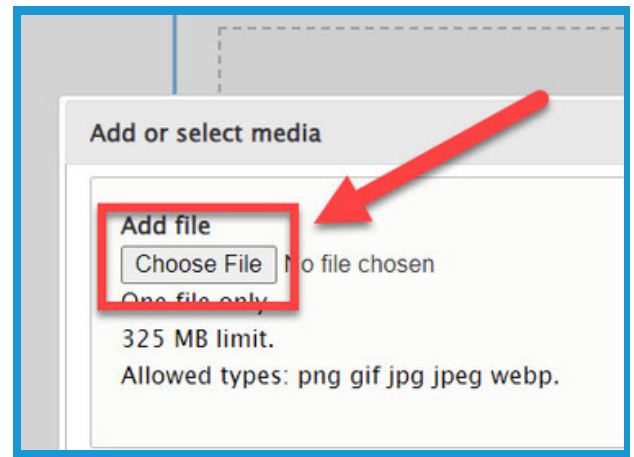 Add or select media
Add file
Choose File No file chosen
One file only.
325 MB limit.
Allowed types: png gif jpg jpeg webp.